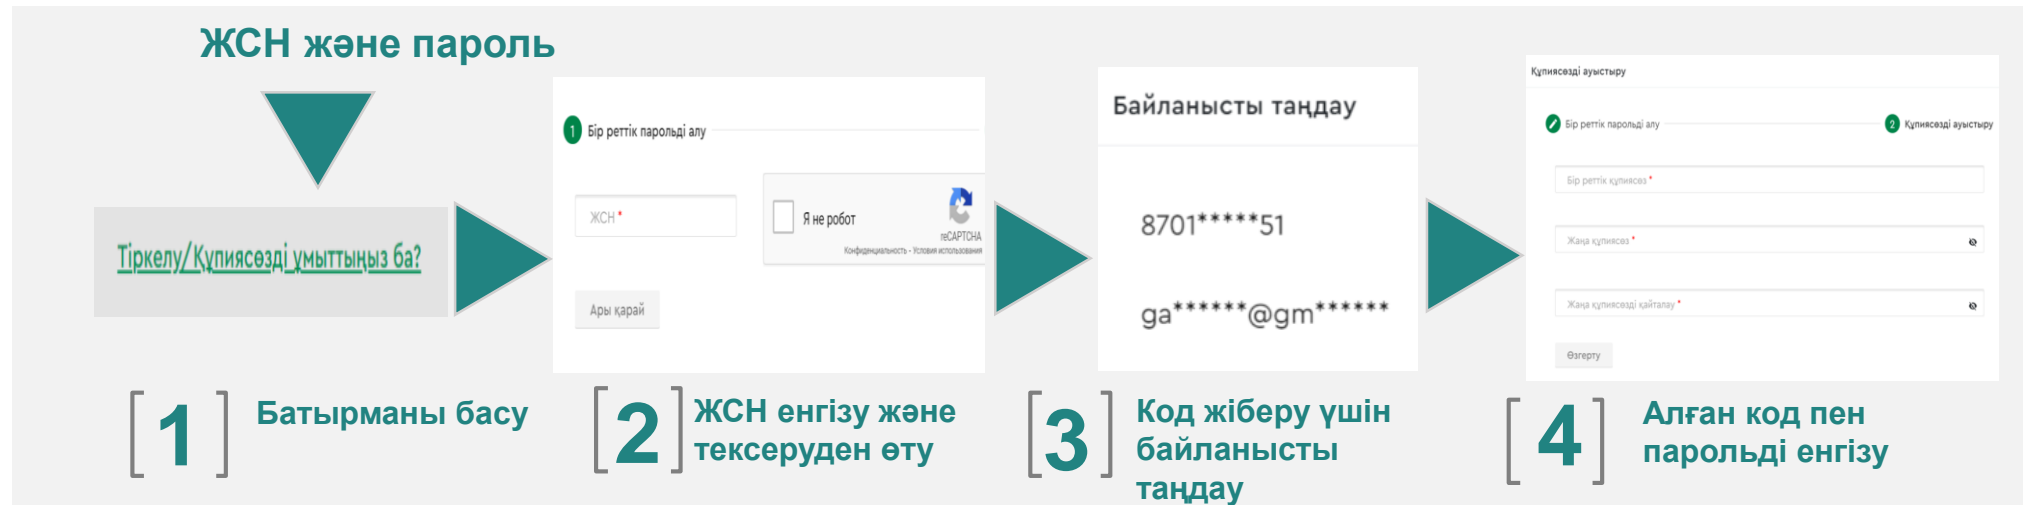 ЖСН және пароль
Тіркелу/Құпиясөзді ұмыттыңыз ба?
1 Бір реттік парольді алу
ЖСН *
Я не робот
reCAPTCHA
Конфиденциальность - Условия использования
Ары қарай
Байланысты таңдау
8701*****51
ga******@gm******
Құпиясөзді ауыстыру
Бір реттік парольді алу
2 Құпиясөзді ауыстыру
Бір реттік құпиясөз *
Жаңа құпиясөз *
Жаңа құпиясөзді қайталау *
Өзгерту
[1] Батырманы басу
[2] ЖСН енгізу және
тексеруден өту
[3] Код жіберу үшін
байланысты
таңдау
[4] Алған код пен
парольді енгізу